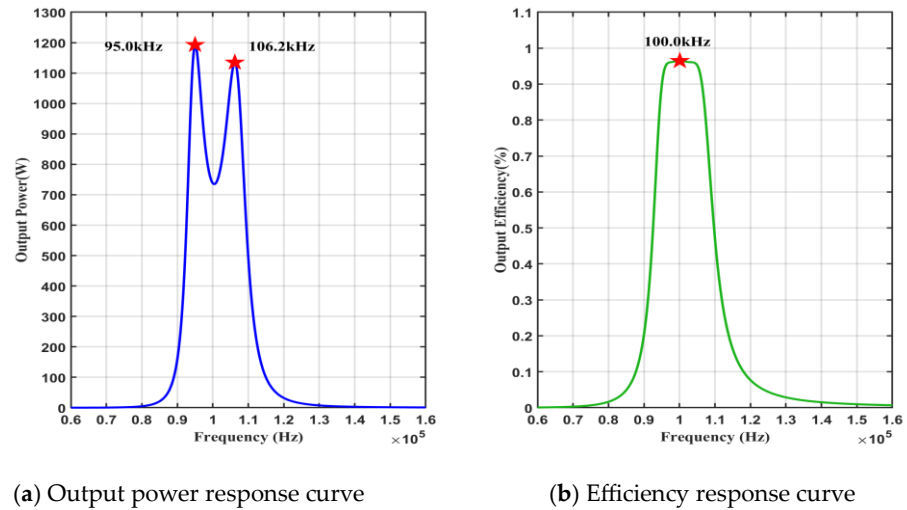 95.0kHz
106.2kHz
Output Power(W)
1300
1200
1100
1000
900
800
700
600
500
400
300
200
100
0
0.6 0.7 0.8 0.9 1 1.1 1.2 1.3 1.4 1.5 1.6
Frequency (Hz)
×10⁵
100.0kHz
Output Efficiency(%)
1.1
1
0.9
0.8
0.7
0.6
0.5
0.4
0.3
0.2
0.1
0
0.6 0.7 0.8 0.9 1 1.1 1.2 1.3 1.4 1.5 1.6
Frequency (Hz)
×10⁵
(a) Output power response curve
(b) Efficiency response curve